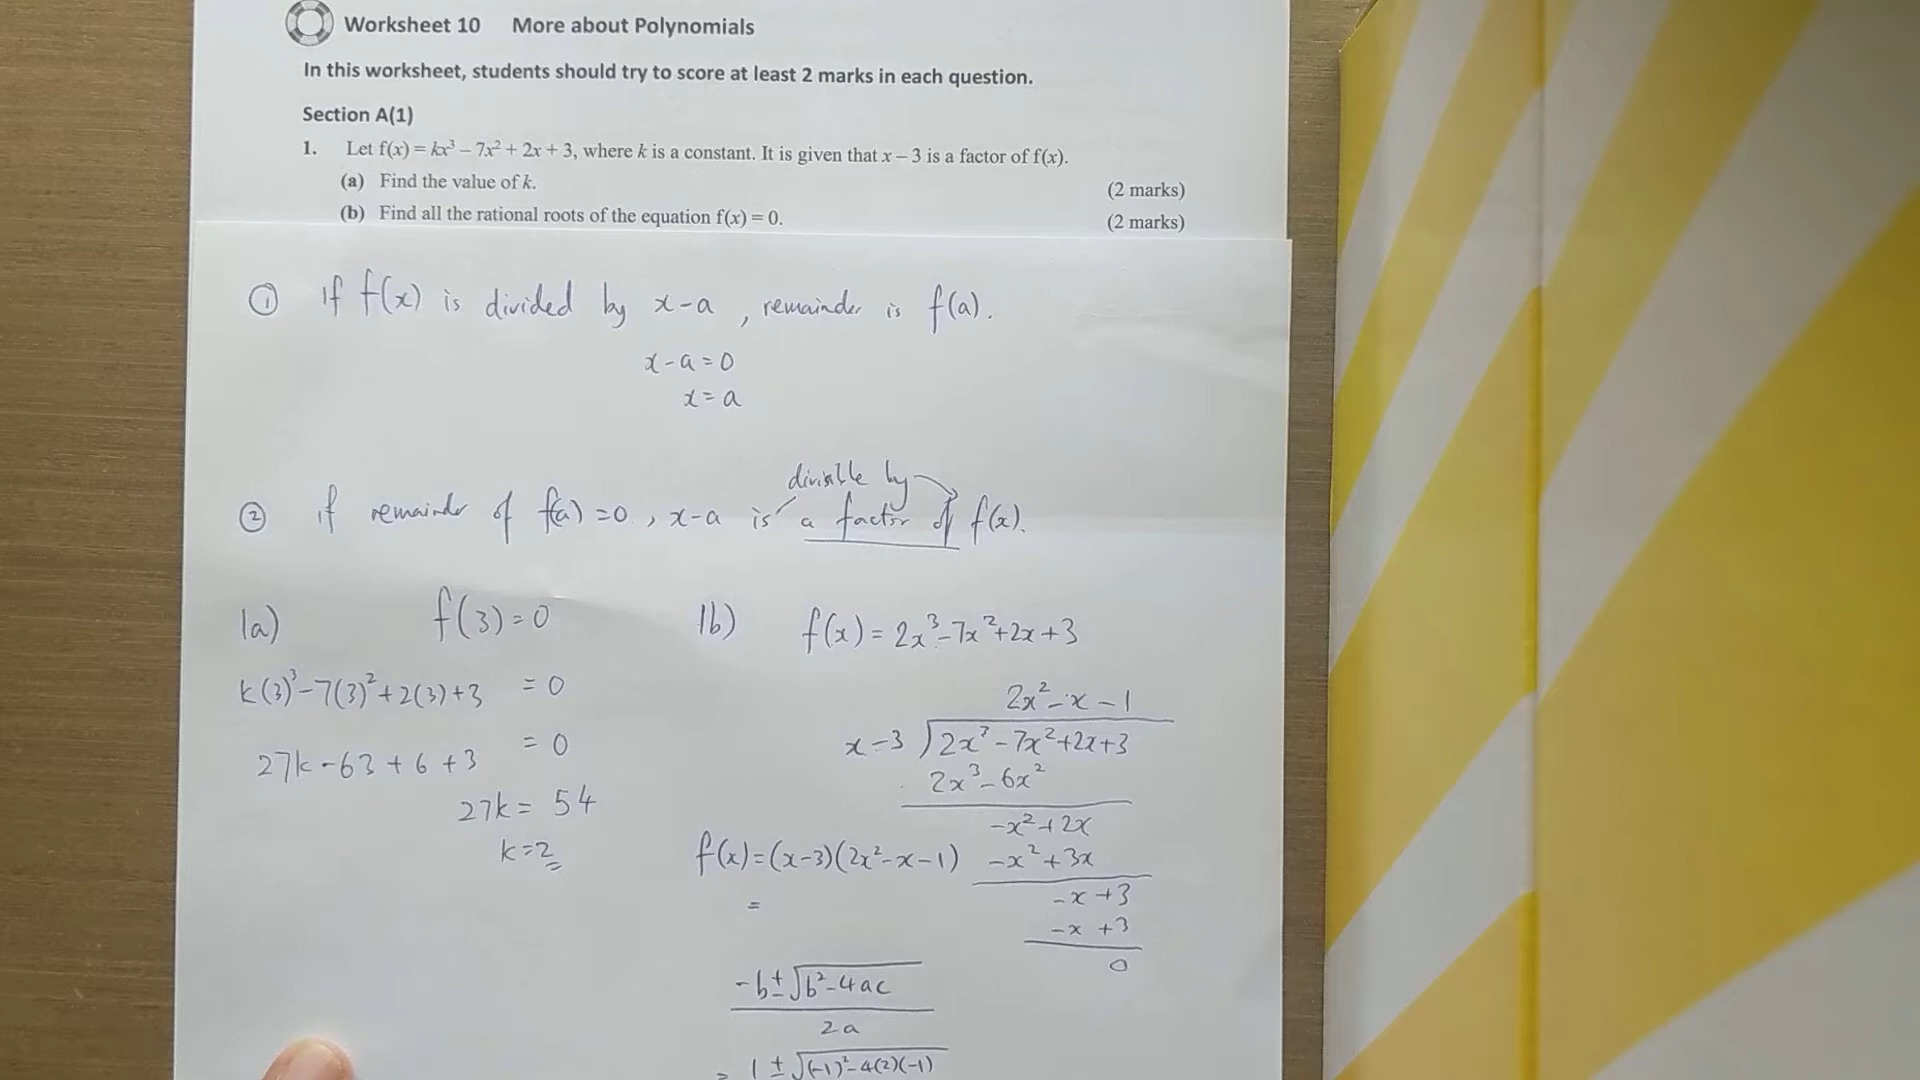 Worksheet 10 More about Polynomials
In this worksheet, students should try to score at least 2 marks in each question.
Section A(1)
1. Let f(x) = kx³ – 7x² + 2x + 3, where k is a constant. It is given that x – 3 is a factor of f(x).
(a) Find the value of k. (2 marks)
(b) Find all the rational roots of the equation f(x) = 0. (2 marks)
① If f(x) is divided by x-a, remainder is f(a).
x-a=0
x=a
divisible by
② if remainder of f(a)=0, x-a is a factor of f(x).
1a) f(3)=0
k(3)³-7(3)²+2(3)+3 = 0
27k-63+6+3 = 0
27k= 54
k=2
1b) f(x)= 2x³-7x²+2x+3
2x²-x-1
x-3 )2x³-7x²+2x+3
2x³-6x²
-x²+2x
-x²+3x
-x+3
-x+3
0
f(x)=(x-3)(2x²-x-1)
=
-b±√b²-4ac
2a
= 1±√(-1)²-4(2)(-1)